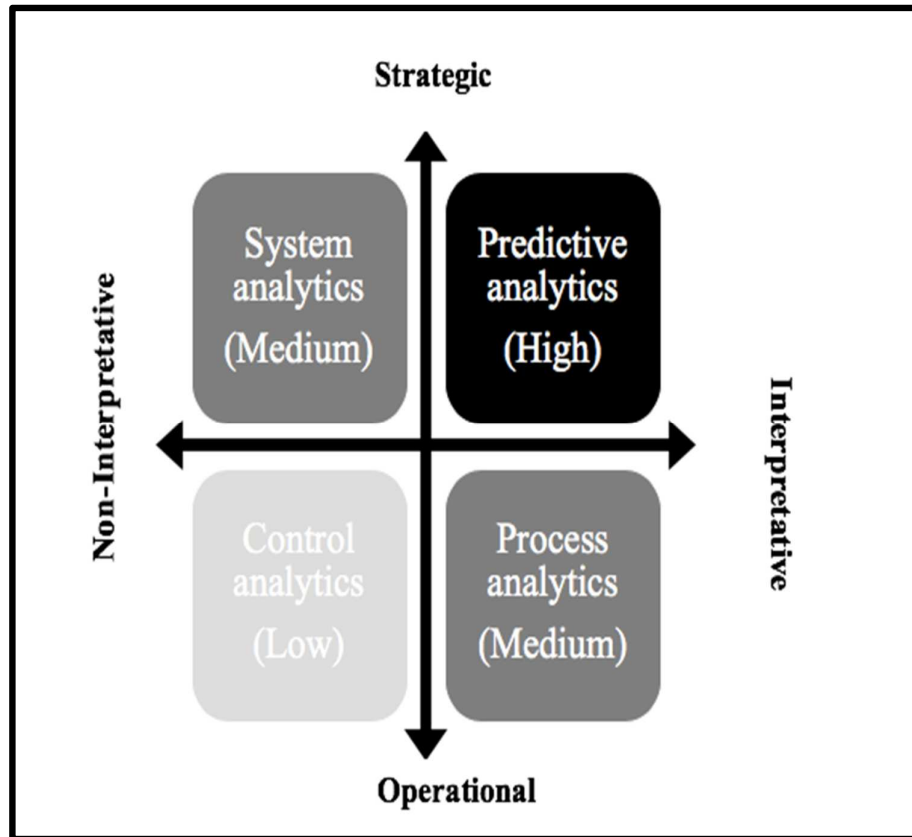 Strategic
System
analytics
(Medium)
Predictive
analytics
(High)
Non-Interpretative
Interpretative
Control
analytics
(Low)
Process
analytics
(Medium)
Operational